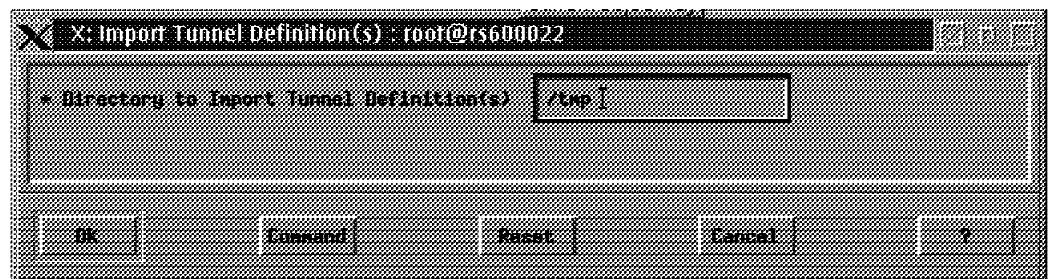 X: Import Tunnel Definition(s) : root@rs600022
* Directory to Import Tunnel Definition(s) /tmp
OK Command Reset Cancel ?